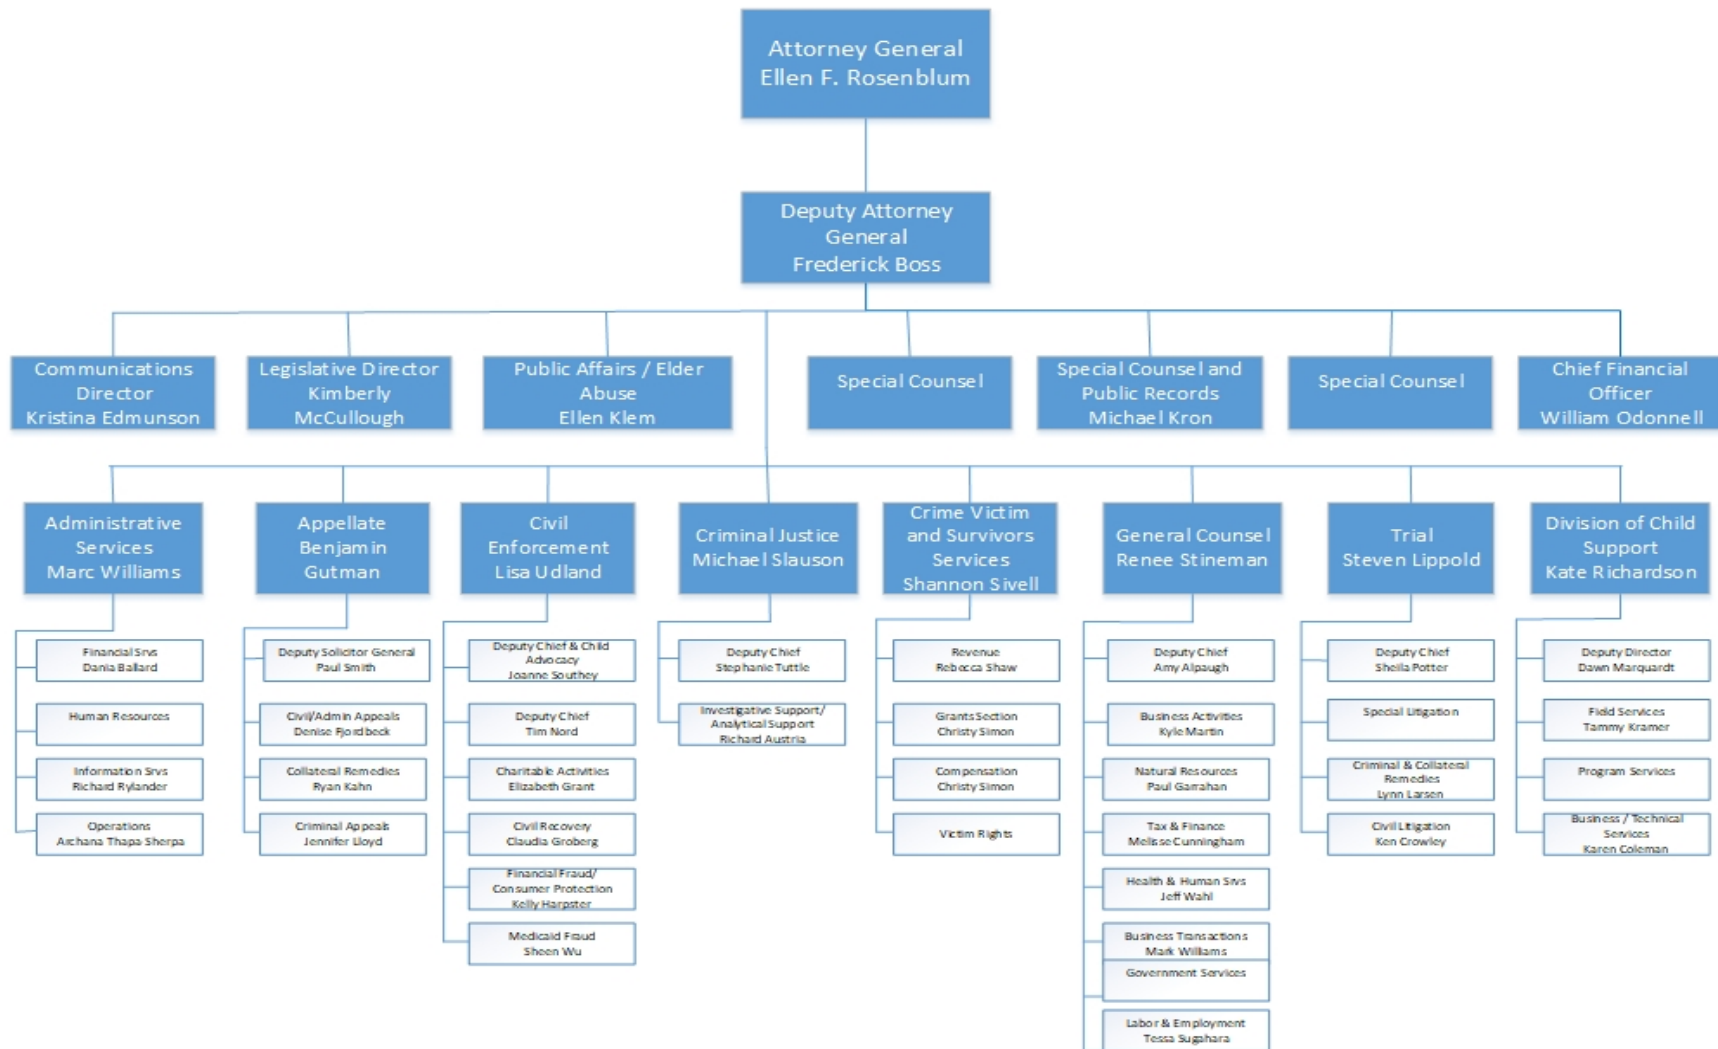 Attorney General
Ellen F. Rosenblum
Deputy Attorney
General
Frederick Boss
Communications
Director
Kristina Edmunson
Legislative Director
Kimberly
McCullough
Public Affairs / Elder
Abuse
Ellen Klem
Special Counsel
Special Counsel and
Public Records
Michael Kron
Special Counsel
Chief Financial
Officer
William Odonnell
Administrative
Services
Marc Williams
Appellate
Benjamin
Gutman
Civil
Enforcement
Lisa Udland
Criminal Justice
Michael Slauson
Crime Victim
and Survivors
Services
Shannon Sivell
General Counsel
Renee Stineman
Trial
Steven Lippold
Division of Child
Support
Kate Richardson
Financial Srvs
Dania Ballard
Human Resources
Information Srvs
Richard Rylander
Operations
Archana Thapa Sherpa
Deputy Solicitor General
Paul Smith
Civil/Admin Appeals
Denise Fjordbeck
Collateral Remedies
Ryan Kahn
Criminal Appeals
Jennifer Lloyd
Deputy Chief & Child
Advocacy
Joanne Southey
Deputy Chief
Tim Nord
Charitable Activities
Elizabeth Grant
Civil Recovery
Claudia Groberg
Financial Fraud/
Consumer Protection
Kelly Harpster
Medicaid Fraud
Sheen Wu
Deputy Chief
Stephanie Tuttle
Investigative Support/
Analytical Support
Richard Austria
Revenue
Rebecca Shaw
Grants Section
Christy Simon
Compensation
Christy Simon
Victim Rights
Deputy Chief
Amy Alpaugh
Business Activities
Kyle Martin
Natural Resources
Paul Garrahan
Tax & Finance
Melisse Cunningham
Health & Human Srvs
Jeff Wahl
Business Transactions
Mark Williams
Government Services
Labor & Employment
Tessa Sugahara
Deputy Chief
Sheila Potter
Special Litigation
Criminal & Collateral
Remedies
Lynn Larsen
Civil Litigation
Ken Crowley
Deputy Director
Dawn Marquardt
Field Services
Tammy Kramer
Program Services
Business / Technical
Services
Karen Coleman